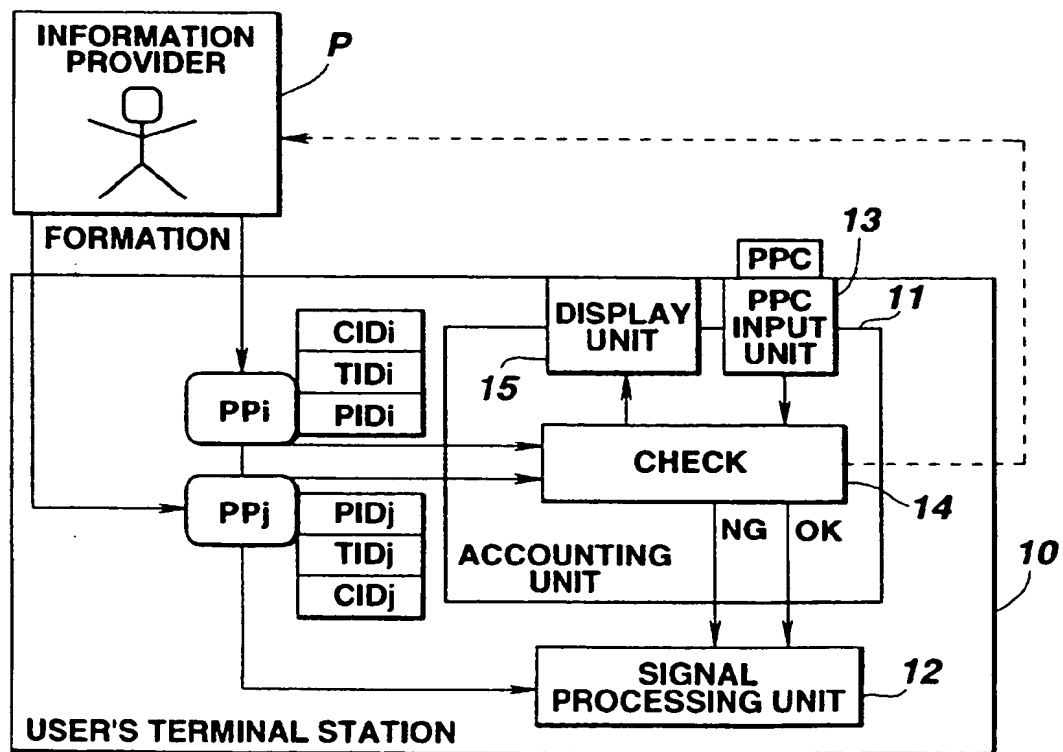 INFORMATION
PROVIDER
P
FORMATION
13
PPC
11
DISPLAY
UNIT
PPC
INPUT
UNIT
15
CIDi
TIDi
PIDi
PPi
CHECK
14
PPj
PIDj
TIDj
CIDj
NG
OK
ACCOUNTING
UNIT
10
SIGNAL
PROCESSING UNIT
12
USER'S TERMINAL STATION